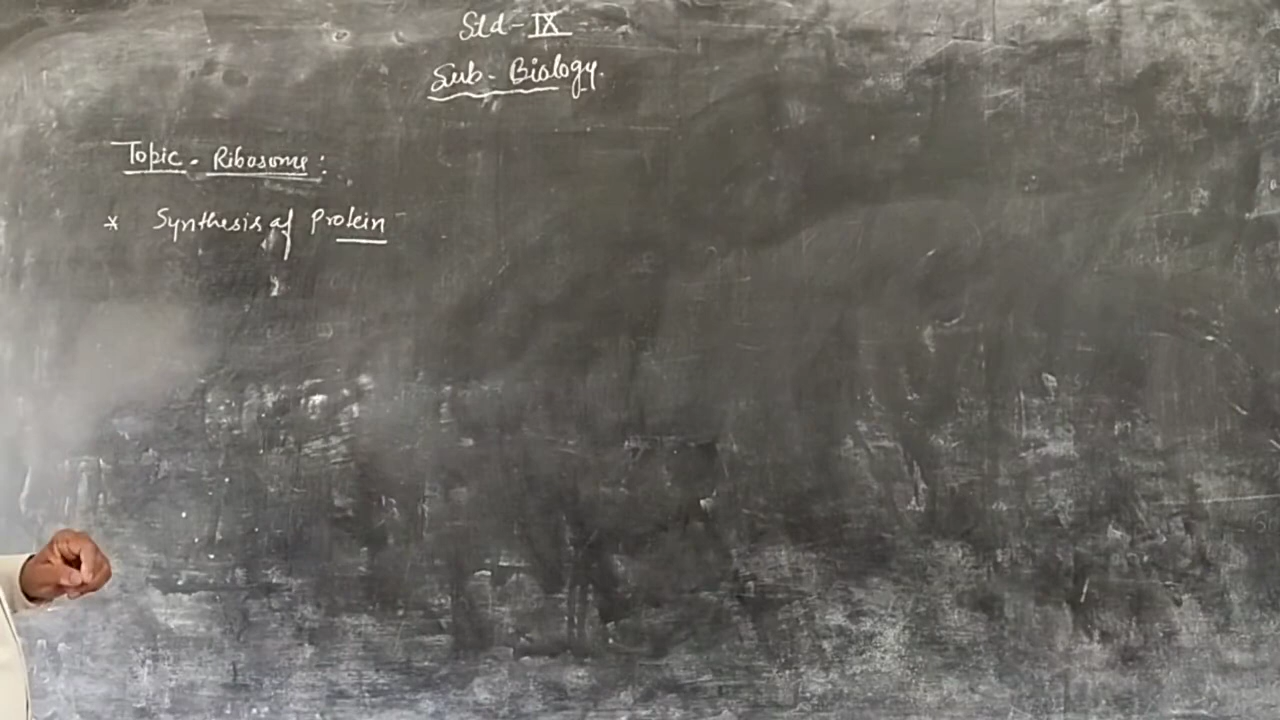 Std-IX
Sub- Biology.
Topic - Ribosome:
* Synthesis of Protein